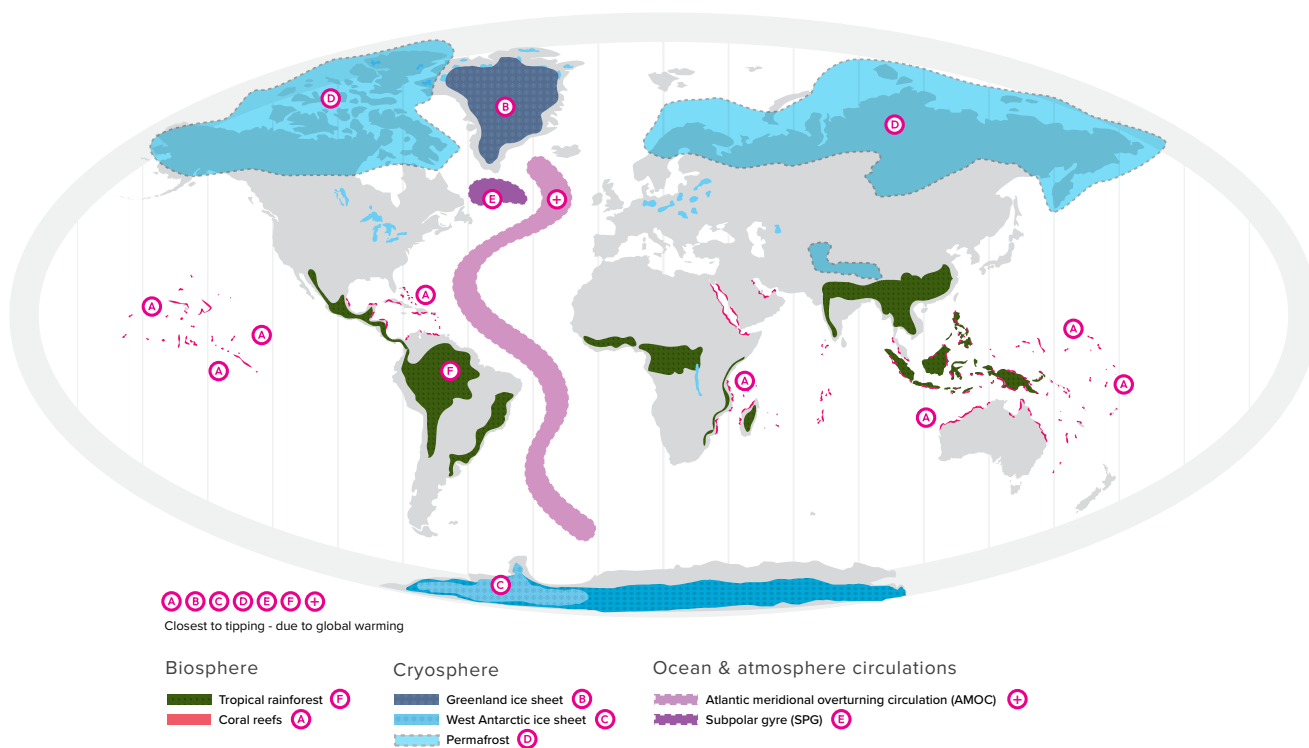 D
B
D
E
+
A
A
A
A
F
A
A
A
A
C
A B C D E F +
Closest to tipping - due to global warming
Biosphere
Tropical rainforest F
Coral reefs A
Cryosphere
Greenland ice sheet B
West Antarctic ice sheet C
Permafrost D
Ocean & atmosphere circulations
Atlantic meridional overturning circulation (AMOC) +
Subpolar gyre (SPG) E